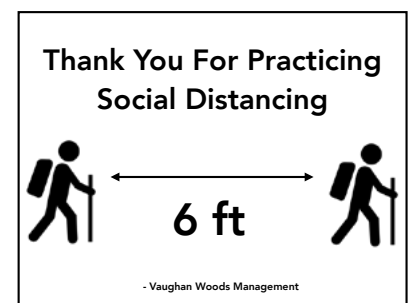 Thank You For Practicing
Social Distancing
6 ft
- Vaughan Woods Management